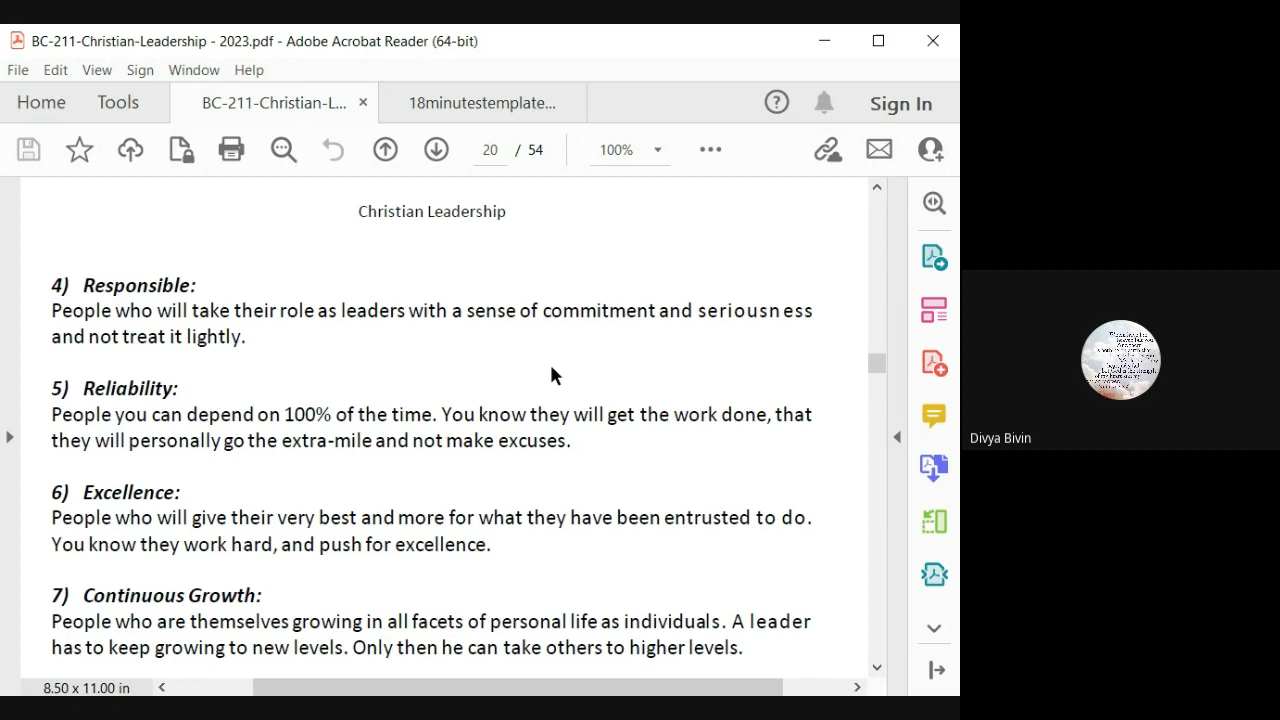 BC-211-Christian-Leadership - 2023.pdf - Adobe Acrobat Reader (64-bit)
File Edit View Sign Window Help
Home Tools BC-211-Christian-L... × 18minutestemplate... Sign In
20 / 54 100%
Christian Leadership
4) Responsible:
People who will take their role as leaders with a sense of commitment and seriousness
and not treat it lightly.
5) Reliability:
People you can depend on 100% of the time. You know they will get the work done, that
they will personally go the extra-mile and not make excuses.
6) Excellence:
People who will give their very best and more for what they have been entrusted to do.
You know they work hard, and push for excellence.
7) Continuous Growth:
People who are themselves growing in all facets of personal life as individuals. A leader
has to keep growing to new levels. Only then he can take others to higher levels.
8.50 x 11.00 in
Divya Bivin